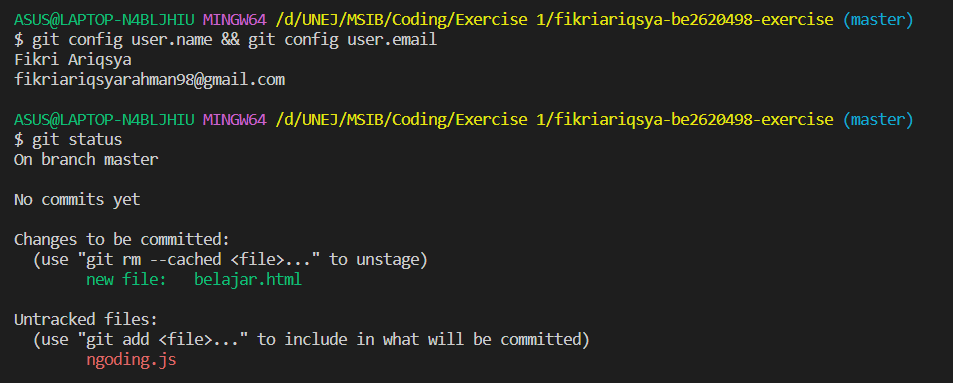 ASUS@LAPTOP-N4BLJHIU MINGW64 /d/UNEJ/MSIB/Coding/Exercise 1/fikriariqsya-be2620498-exercise (master)
$ git config user.name && git config user.email
Fikri Ariqsya
fikriariqsyarahman98@gmail.com
ASUS@LAPTOP-N4BLJHIU MINGW64 /d/UNEJ/MSIB/Coding/Exercise 1/fikriariqsya-be2620498-exercise (master)
$ git status
On branch master
No commits yet
Changes to be committed:
(use "git rm --cached <file>..." to unstage)
new file: belajar.html
Untracked files:
(use "git add <file>..." to include in what will be committed)
ngoding.js